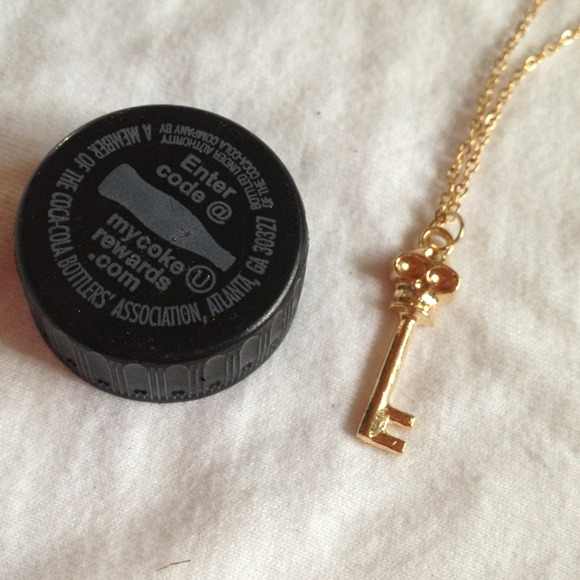 Enter
code @
mycoke
rewards
.com
U
BOTTLED UNDER AUTHORITY
OF THE COCA-COLA COMPANY BY
A MEMBER OF THE COCA-COLA BOTTLERS' ASSOCIATION, ATLANTA, GA 30327